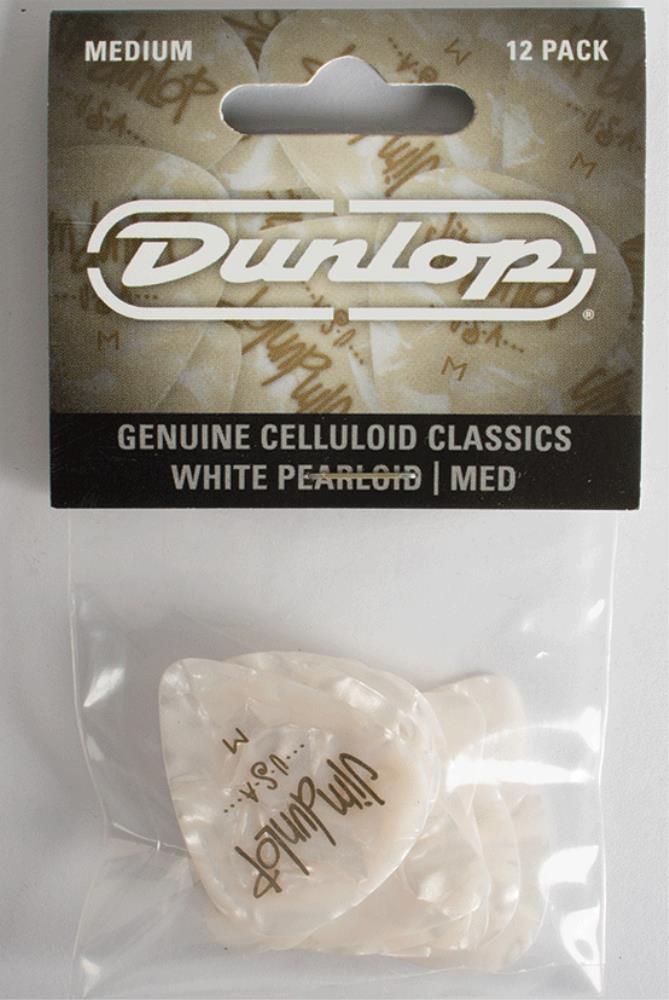 MEDIUM
12 PACK
M
U.S.A...
M
Dunlop®
M
U.S.A...
M
GENUINE CELLULOID CLASSICS
WHITE PEARLOID | MED
Jim Dunlop
...U.S.A...
M